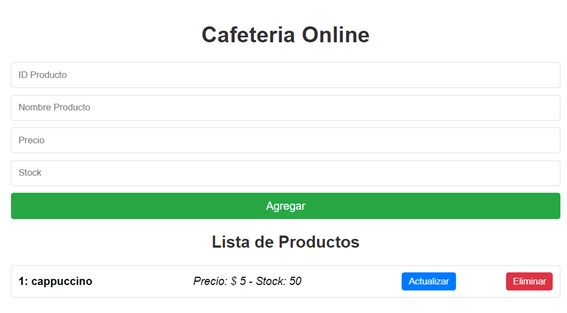 Cafeteria Online
ID Producto
Nombre Producto
Precio
Stock
Agregar
Lista de Productos
1: cappuccino Precio: $ 5 - Stock: 50 Actualizar Eliminar